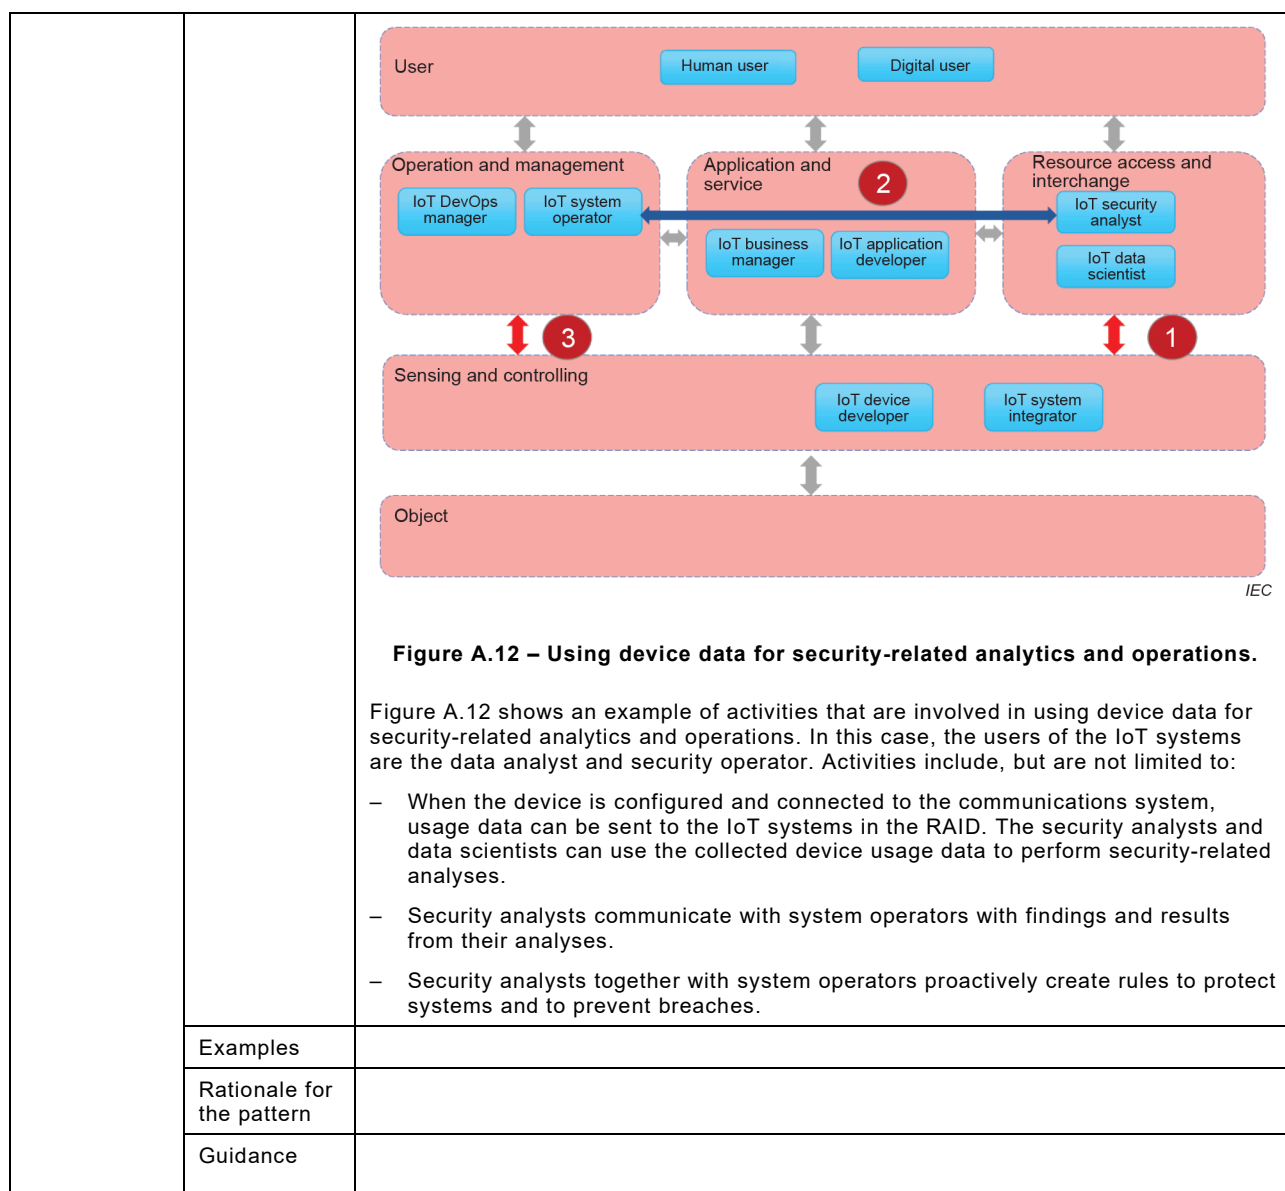 User
Human user
Digital user
Operation and management
IoT DevOps
manager
IoT system
operator
Application and
service
2
IoT business
manager
IoT application
developer
Resource access and
interchange
IoT security
analyst
IoT data
scientist
3
1
Sensing and controlling
IoT device
developer
IoT system
integrator
Object
IEC
Figure A.12 – Using device data for security-related analytics and operations.
Figure A.12 shows an example of activities that are involved in using device data for
security-related analytics and operations. In this case, the users of the IoT systems
are the data analyst and security operator. Activities include, but are not limited to:
– When the device is configured and connected to the communications system,
usage data can be sent to the IoT systems in the RAID. The security analysts and
data scientists can use the collected device usage data to perform security-related
analyses.
– Security analysts communicate with system operators with findings and results
from their analyses.
– Security analysts together with system operators proactively create rules to protect
systems and to prevent breaches.
Examples
Rationale for
the pattern
Guidance